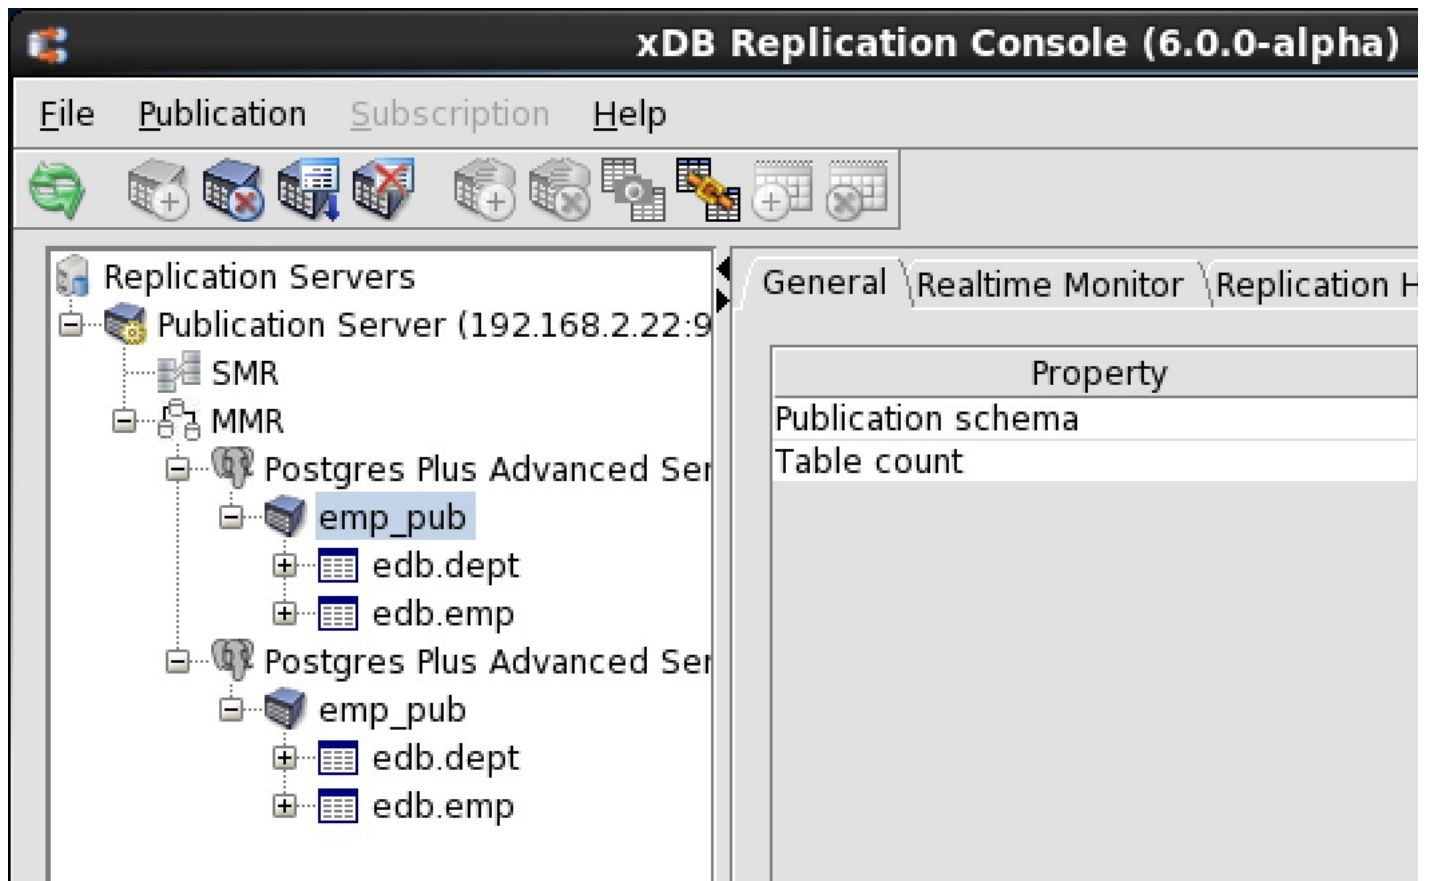 xDB Replication Console (6.0.0-alpha)
File Publication Subscription Help
Replication Servers
Publication Server (192.168.2.22:9
SMR
MMR
Postgres Plus Advanced Ser
emp_pub
edb.dept
edb.emp
Postgres Plus Advanced Ser
emp_pub
edb.dept
edb.emp
General Realtime Monitor Replication H
Property
Publication schema
Table count